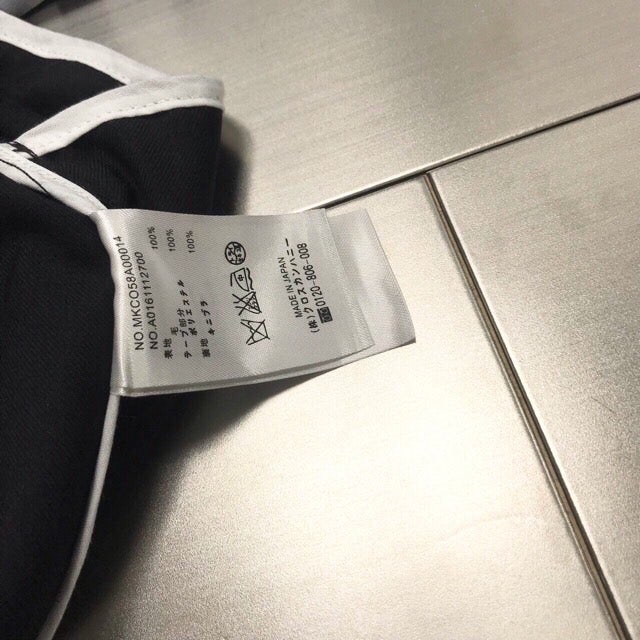 NO.MKCO58A00014
NO.A0161112700
表地 毛 100%
テープ部分
ポリエステル 100%
裏地 キュプラ 100%
MADE IN JAPAN
(株)クロスカンパニー
0120-806-008